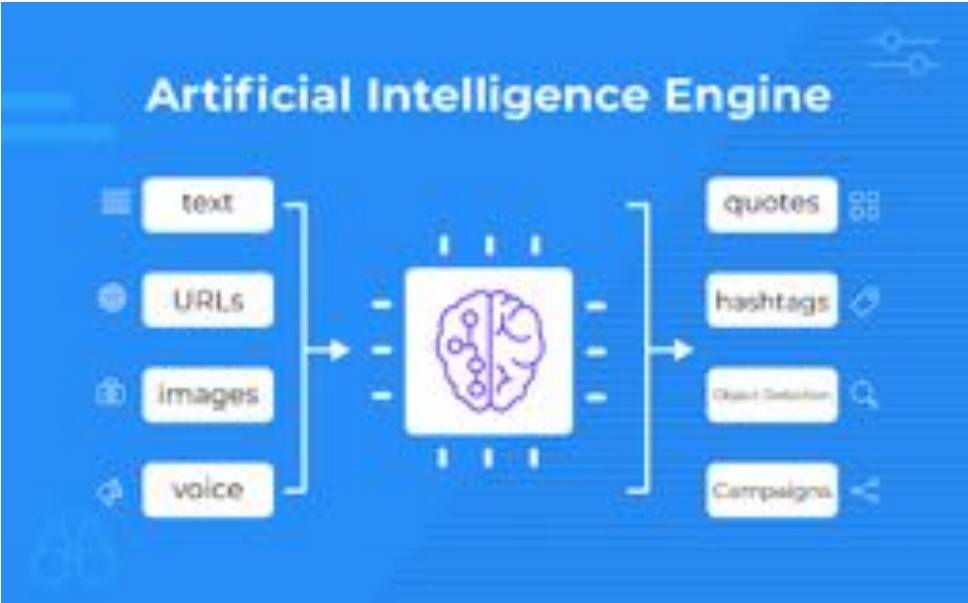 Artificial Intelligence Engine
text
URLs
images
voice
quotes
hashtags
Object Detection
Campaigns